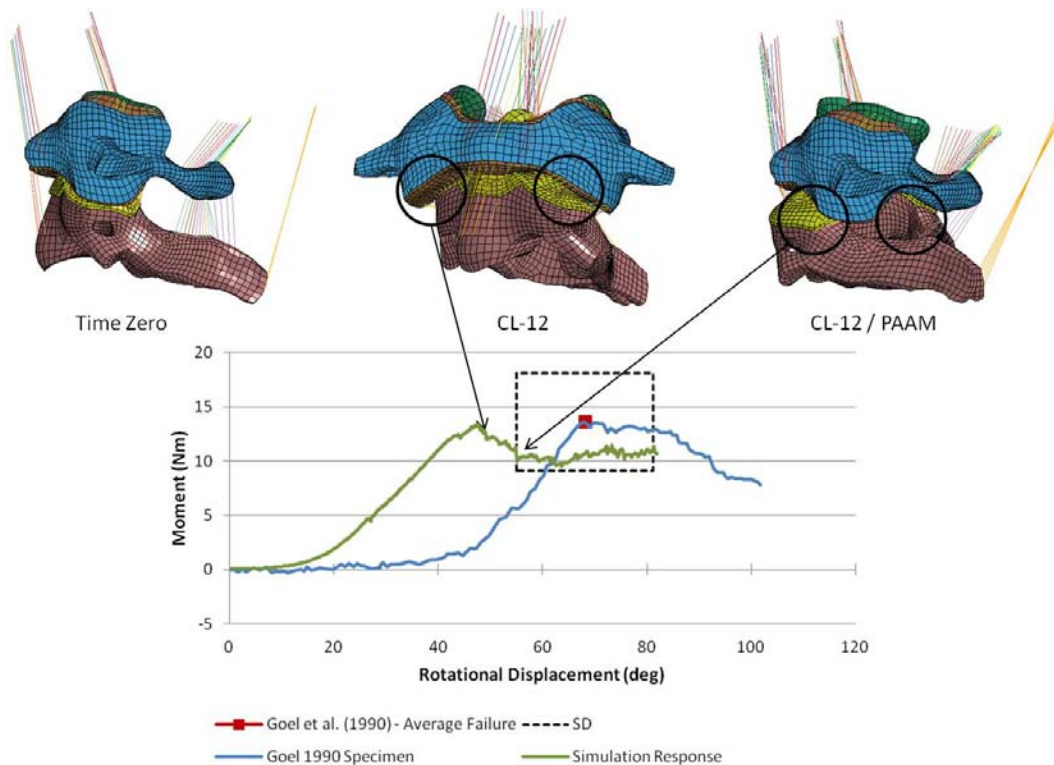 Time Zero
CL-12
CL-12 / PAAM
20
15
10
5
0
-5
Moment (Nm)
0 20 40 60 80 100 120
Rotational Displacement (deg)
Goel et al. (1990) - Average Failure
SD
Goel 1990 Specimen
Simulation Response